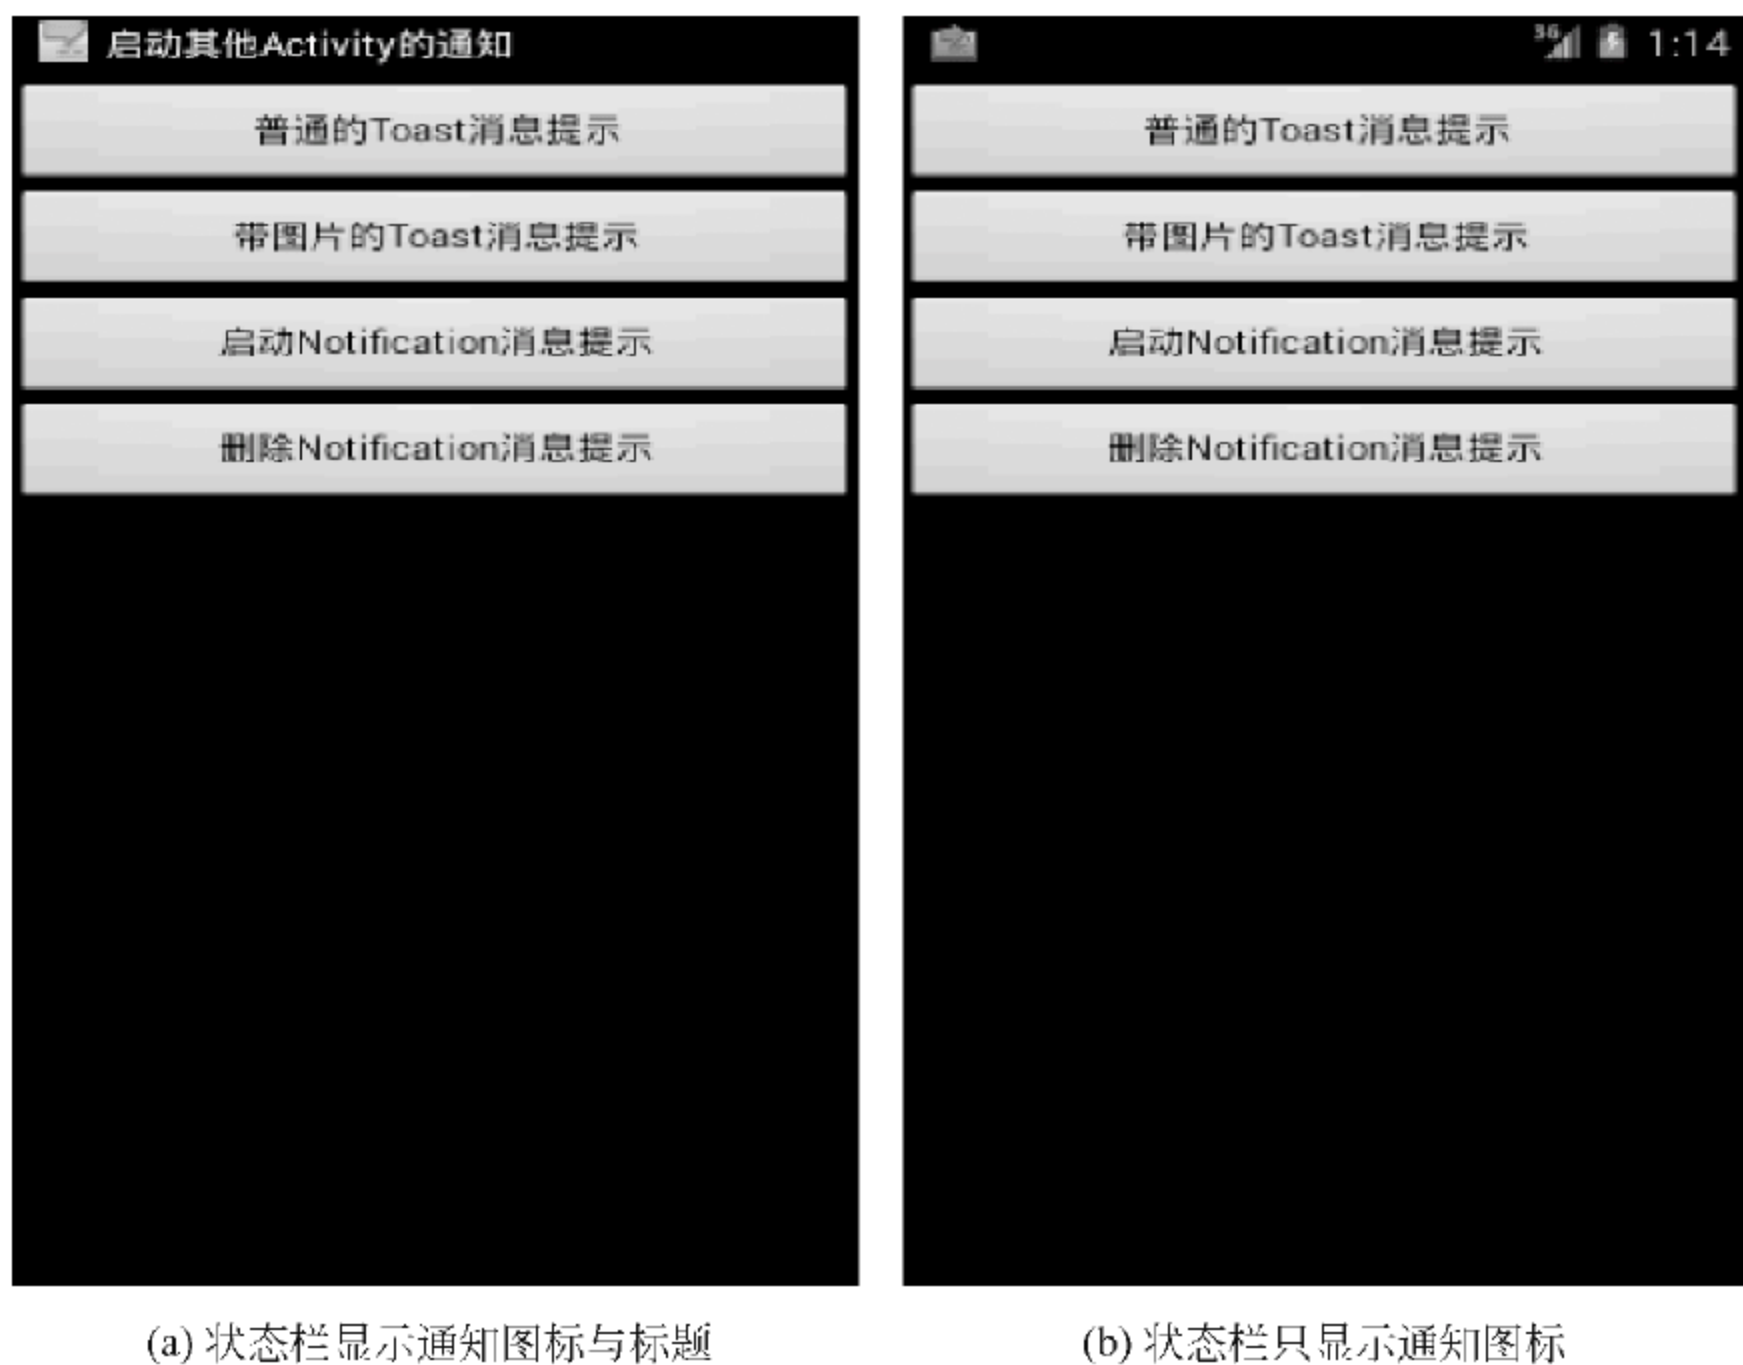 启动其他Activity的通知
普通的Toast消息提示
带图片的Toast消息提示
启动Notification消息提示
删除Notification消息提示
(a) 状态栏显示通知图标与标题
3G 1:14
普通的Toast消息提示
带图片的Toast消息提示
启动Notification消息提示
删除Notification消息提示
(b) 状态栏只显示通知图标